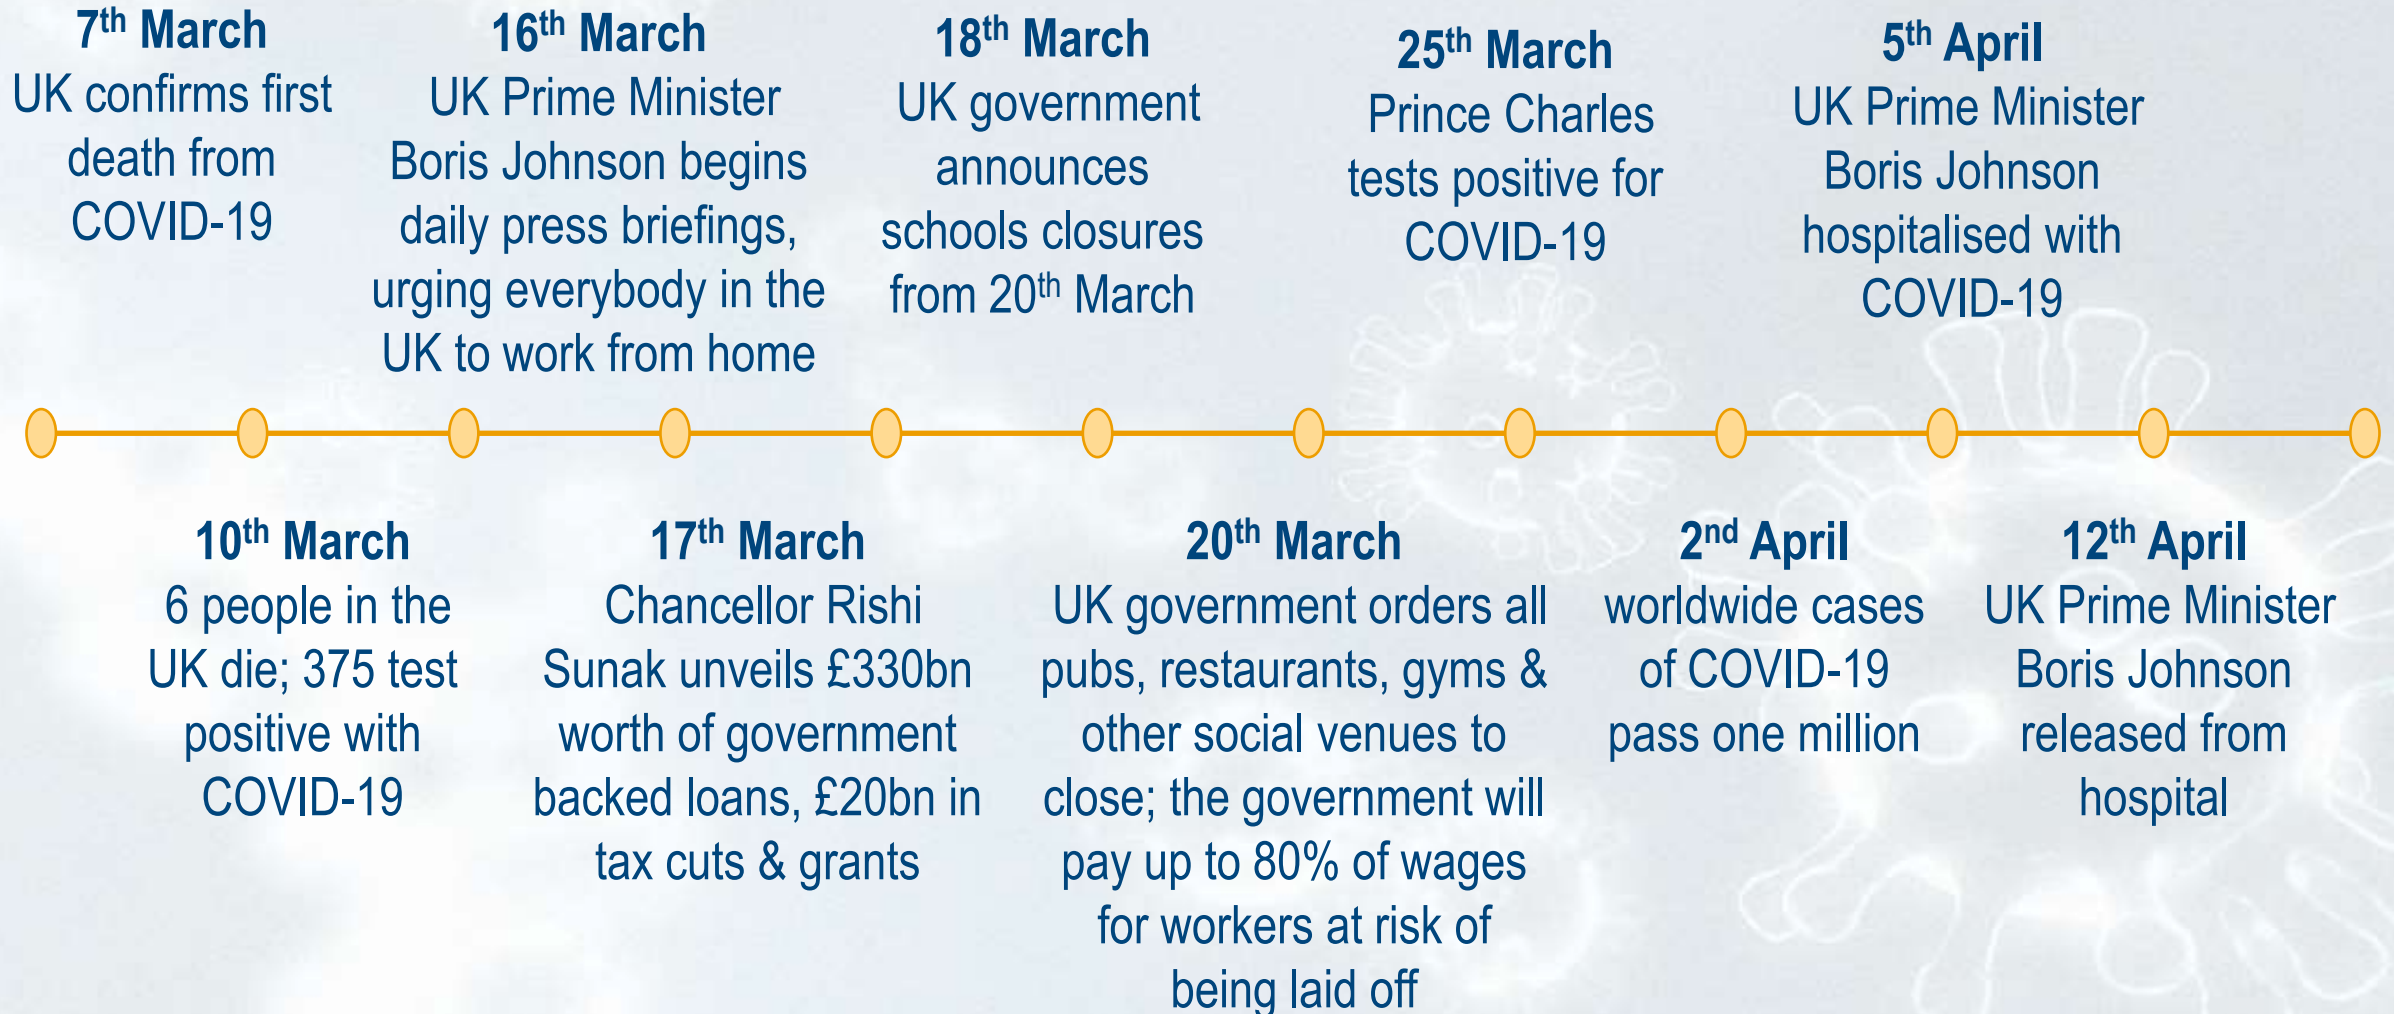 7th March
UK confirms first
death from
COVID-19
16th March
UK Prime Minister
Boris Johnson begins
daily press briefings,
urging everybody in the
UK to work from home
18th March
UK government
announces
schools closures
from 20th March
25th March
Prince Charles
tests positive for
COVID-19
5th April
UK Prime Minister
Boris Johnson
hospitalised with
COVID-19
10th March
6 people in the
UK die; 375 test
positive with
COVID-19
17th March
Chancellor Rishi
Sunak unveils £330bn
worth of government
backed loans, £20bn in
tax cuts & grants
20th March
UK government orders all
pubs, restaurants, gyms &
other social venues to
close; the government will
pay up to 80% of wages
for workers at risk of
being laid off
2nd April
worldwide cases
of COVID-19
pass one million
12th April
UK Prime Minister
Boris Johnson
released from
hospital